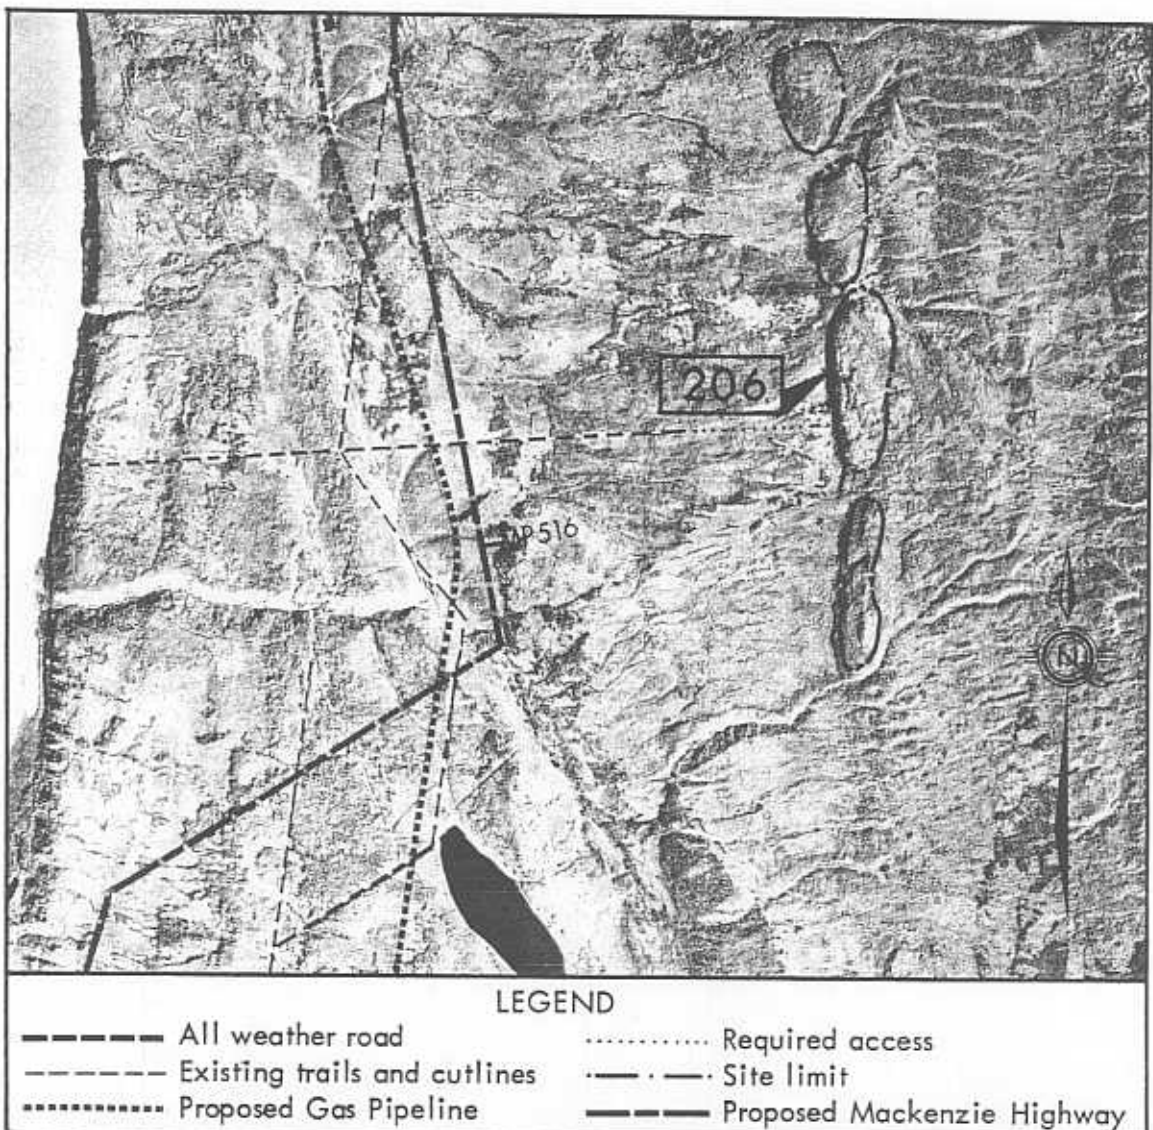 206
MP516
N
LEGEND
All weather road
Existing trails and cutlines
Proposed Gas Pipeline
Required access
Site limit
Proposed Mackenzie Highway